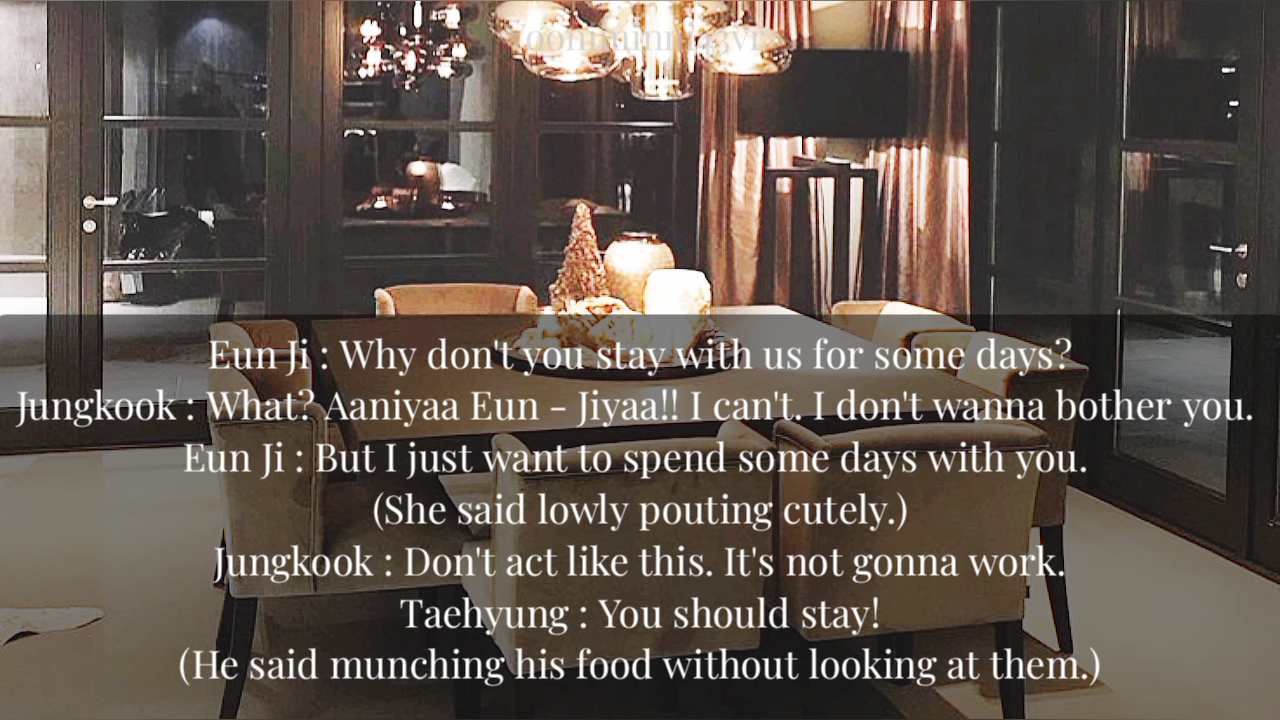 Eun Ji : Why don't you stay with us for some days?
Jungkook : What? Aaniyaa Eun - Jiyaa!! I can't. I don't wanna bother you.
Eun Ji : But I just want to spend some days with you.
(She said lowly pouting cutely.)
Jungkook : Don't act like this. It's not gonna work.
Taehyung : You should stay!
(He said munching his food without looking at them.)